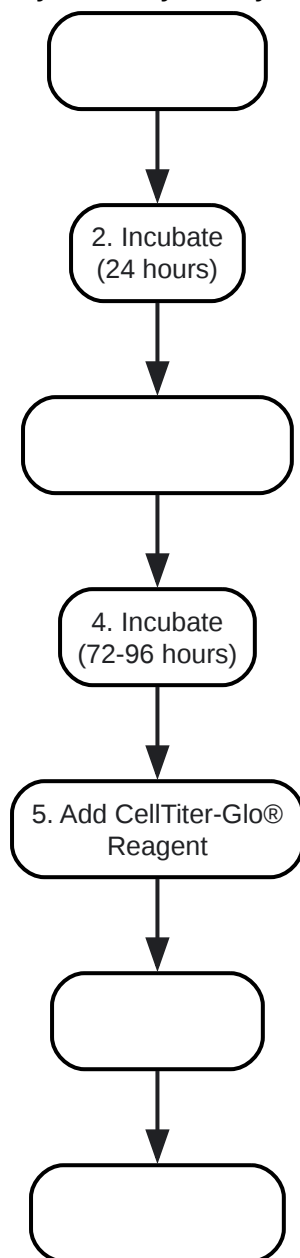 2. Incubate
(24 hours)
4. Incubate
(72-96 hours)
5. Add CellTiter-Glo®
Reagent